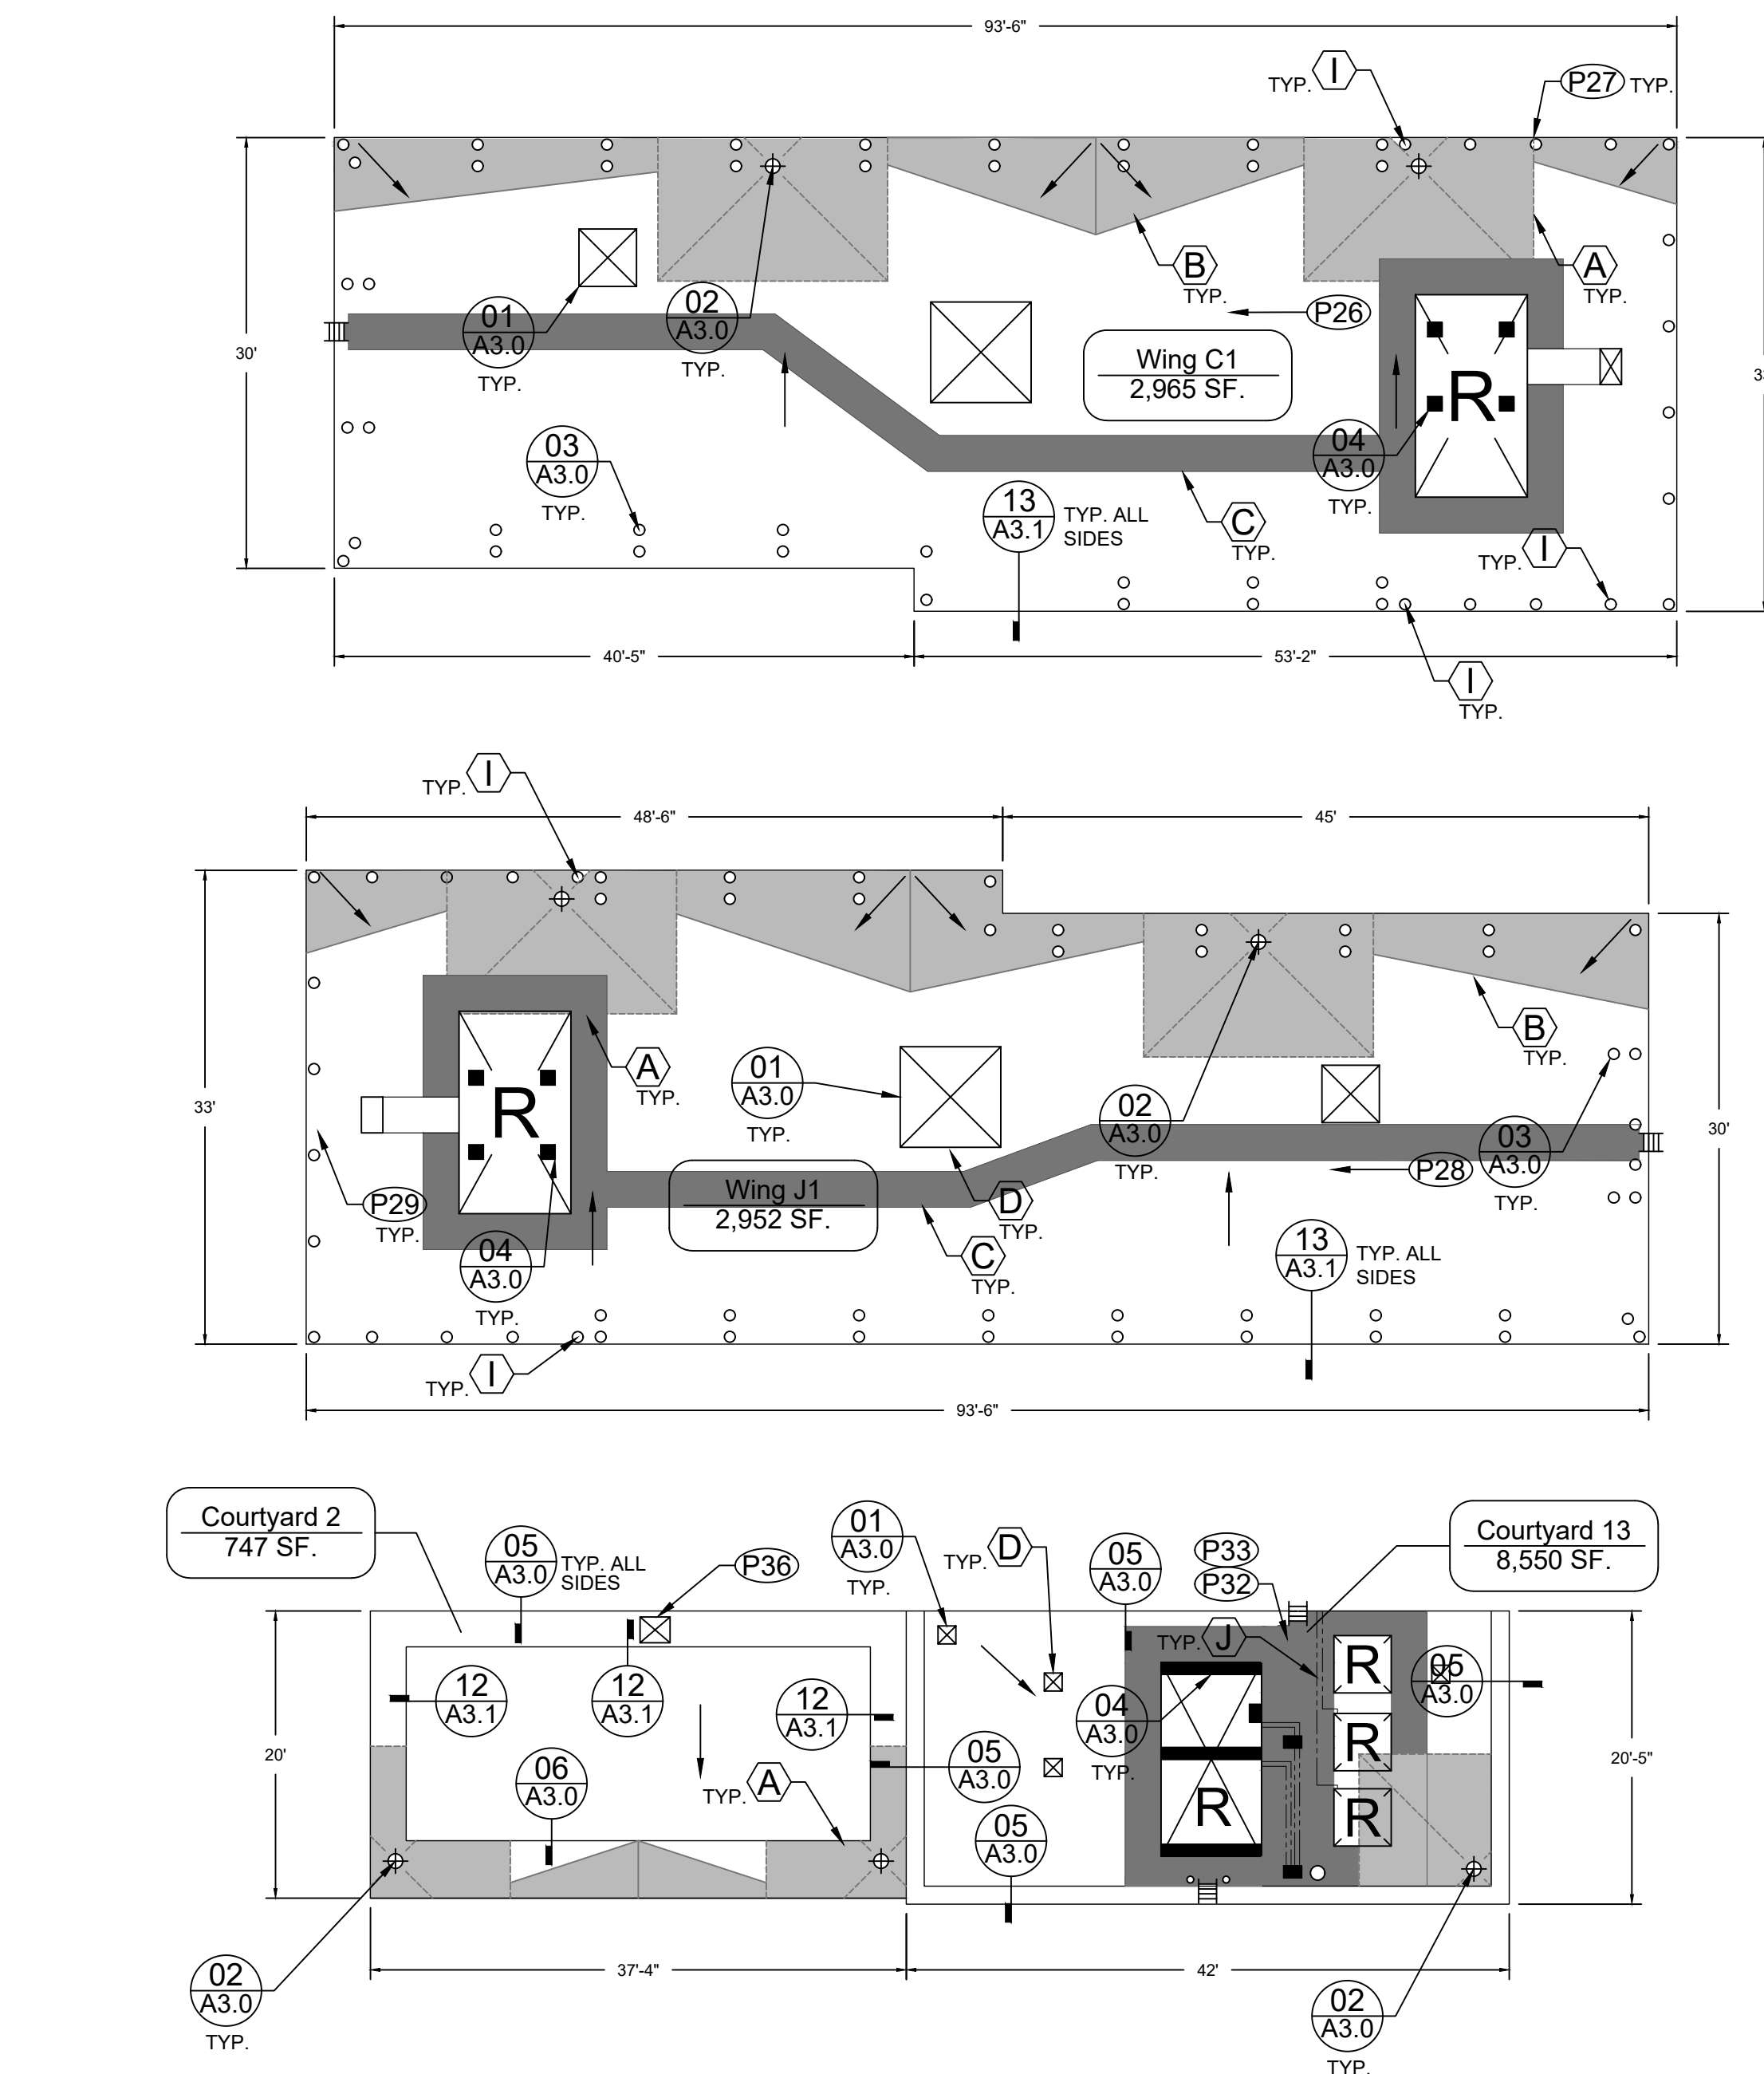 93'-6"
TYP.
I
P27
TYP.
B
TYP.
A
TYP.
P26
01
A3.0
TYP.
02
A3.0
TYP.
30'
Wing C1
2,965 SF.
R
03
A3.0
TYP.
04
A3.0
TYP.
13
A3.1
TYP. ALL
SIDES
C
TYP.
TYP.
I
40'-5"
53'-2"
I
TYP.
TYP.
I
48'-6"
45'
B
TYP.
A
TYP.
01
A3.0
TYP.
02
A3.0
TYP.
33'
R
03
A3.0
TYP.
30'
P28
P29
TYP.
Wing J1
2,952 SF.
D
TYP.
C
TYP.
04
A3.0
TYP.
13
A3.1
TYP. ALL
SIDES
TYP.
I
93'-6"
Courtyard 2
747 SF.
05
A3.0
TYP. ALL
SIDES
P36
01
A3.0
TYP.
TYP.
D
05
A3.0
P33
P32
Courtyard 13
8,550 SF.
TYP.
J
R
05
A3.0
12
A3.1
12
A3.1
12
A3.1
04
A3.0
TYP.
R
20'
06
A3.0
TYP.
A
05
A3.0
R
R
20'-5"
05
A3.0
37'-4"
42'
02
A3.0
TYP.
02
A3.0
TYP.